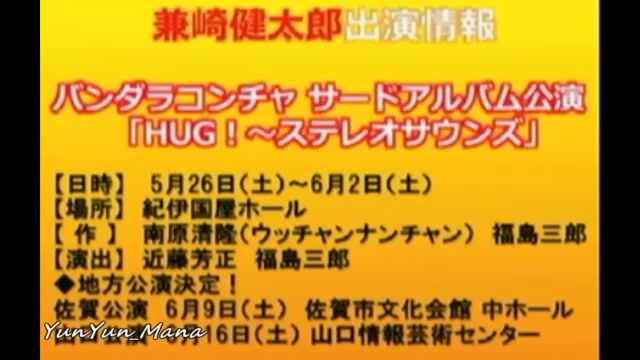 兼崎健太郎出演情報
バンダラコンチャ サードアルバム公演
「HUG!～ステレオサウンズ」
【日時】 5月26日(土)～6月2日(土)
【場所】 紀伊国屋ホール
【 作 】 南原清隆(ウッチャンナンチャン) 福島三郎
【演出】 近藤芳正 福島三郎
◆地方公演決定!
佐賀公演 6月9日(土) 佐賀市文化会館 中ホール
月16日(土) 山口情報芸術センター
YunYun_Mana